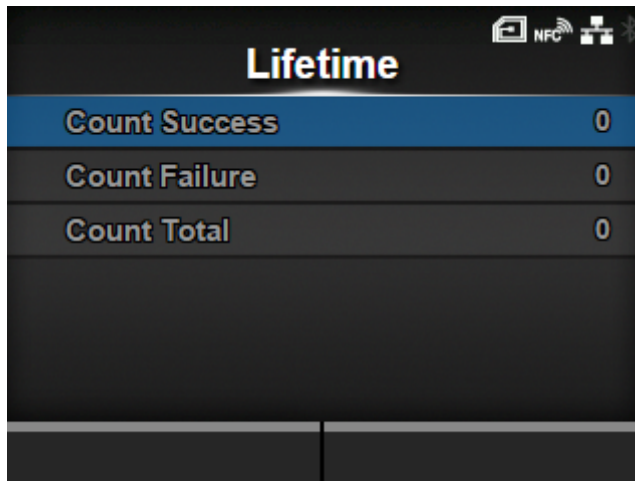 NFC
Lifetime
Count Success 0
Count Failure 0
Count Total 0